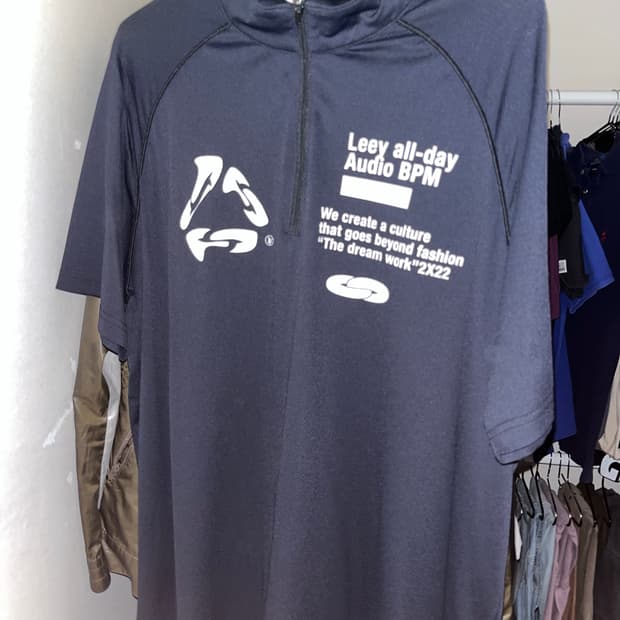 Leey all-day
Audio BPM
We create a culture
that goes beyond fashion
"The dream work"2X22